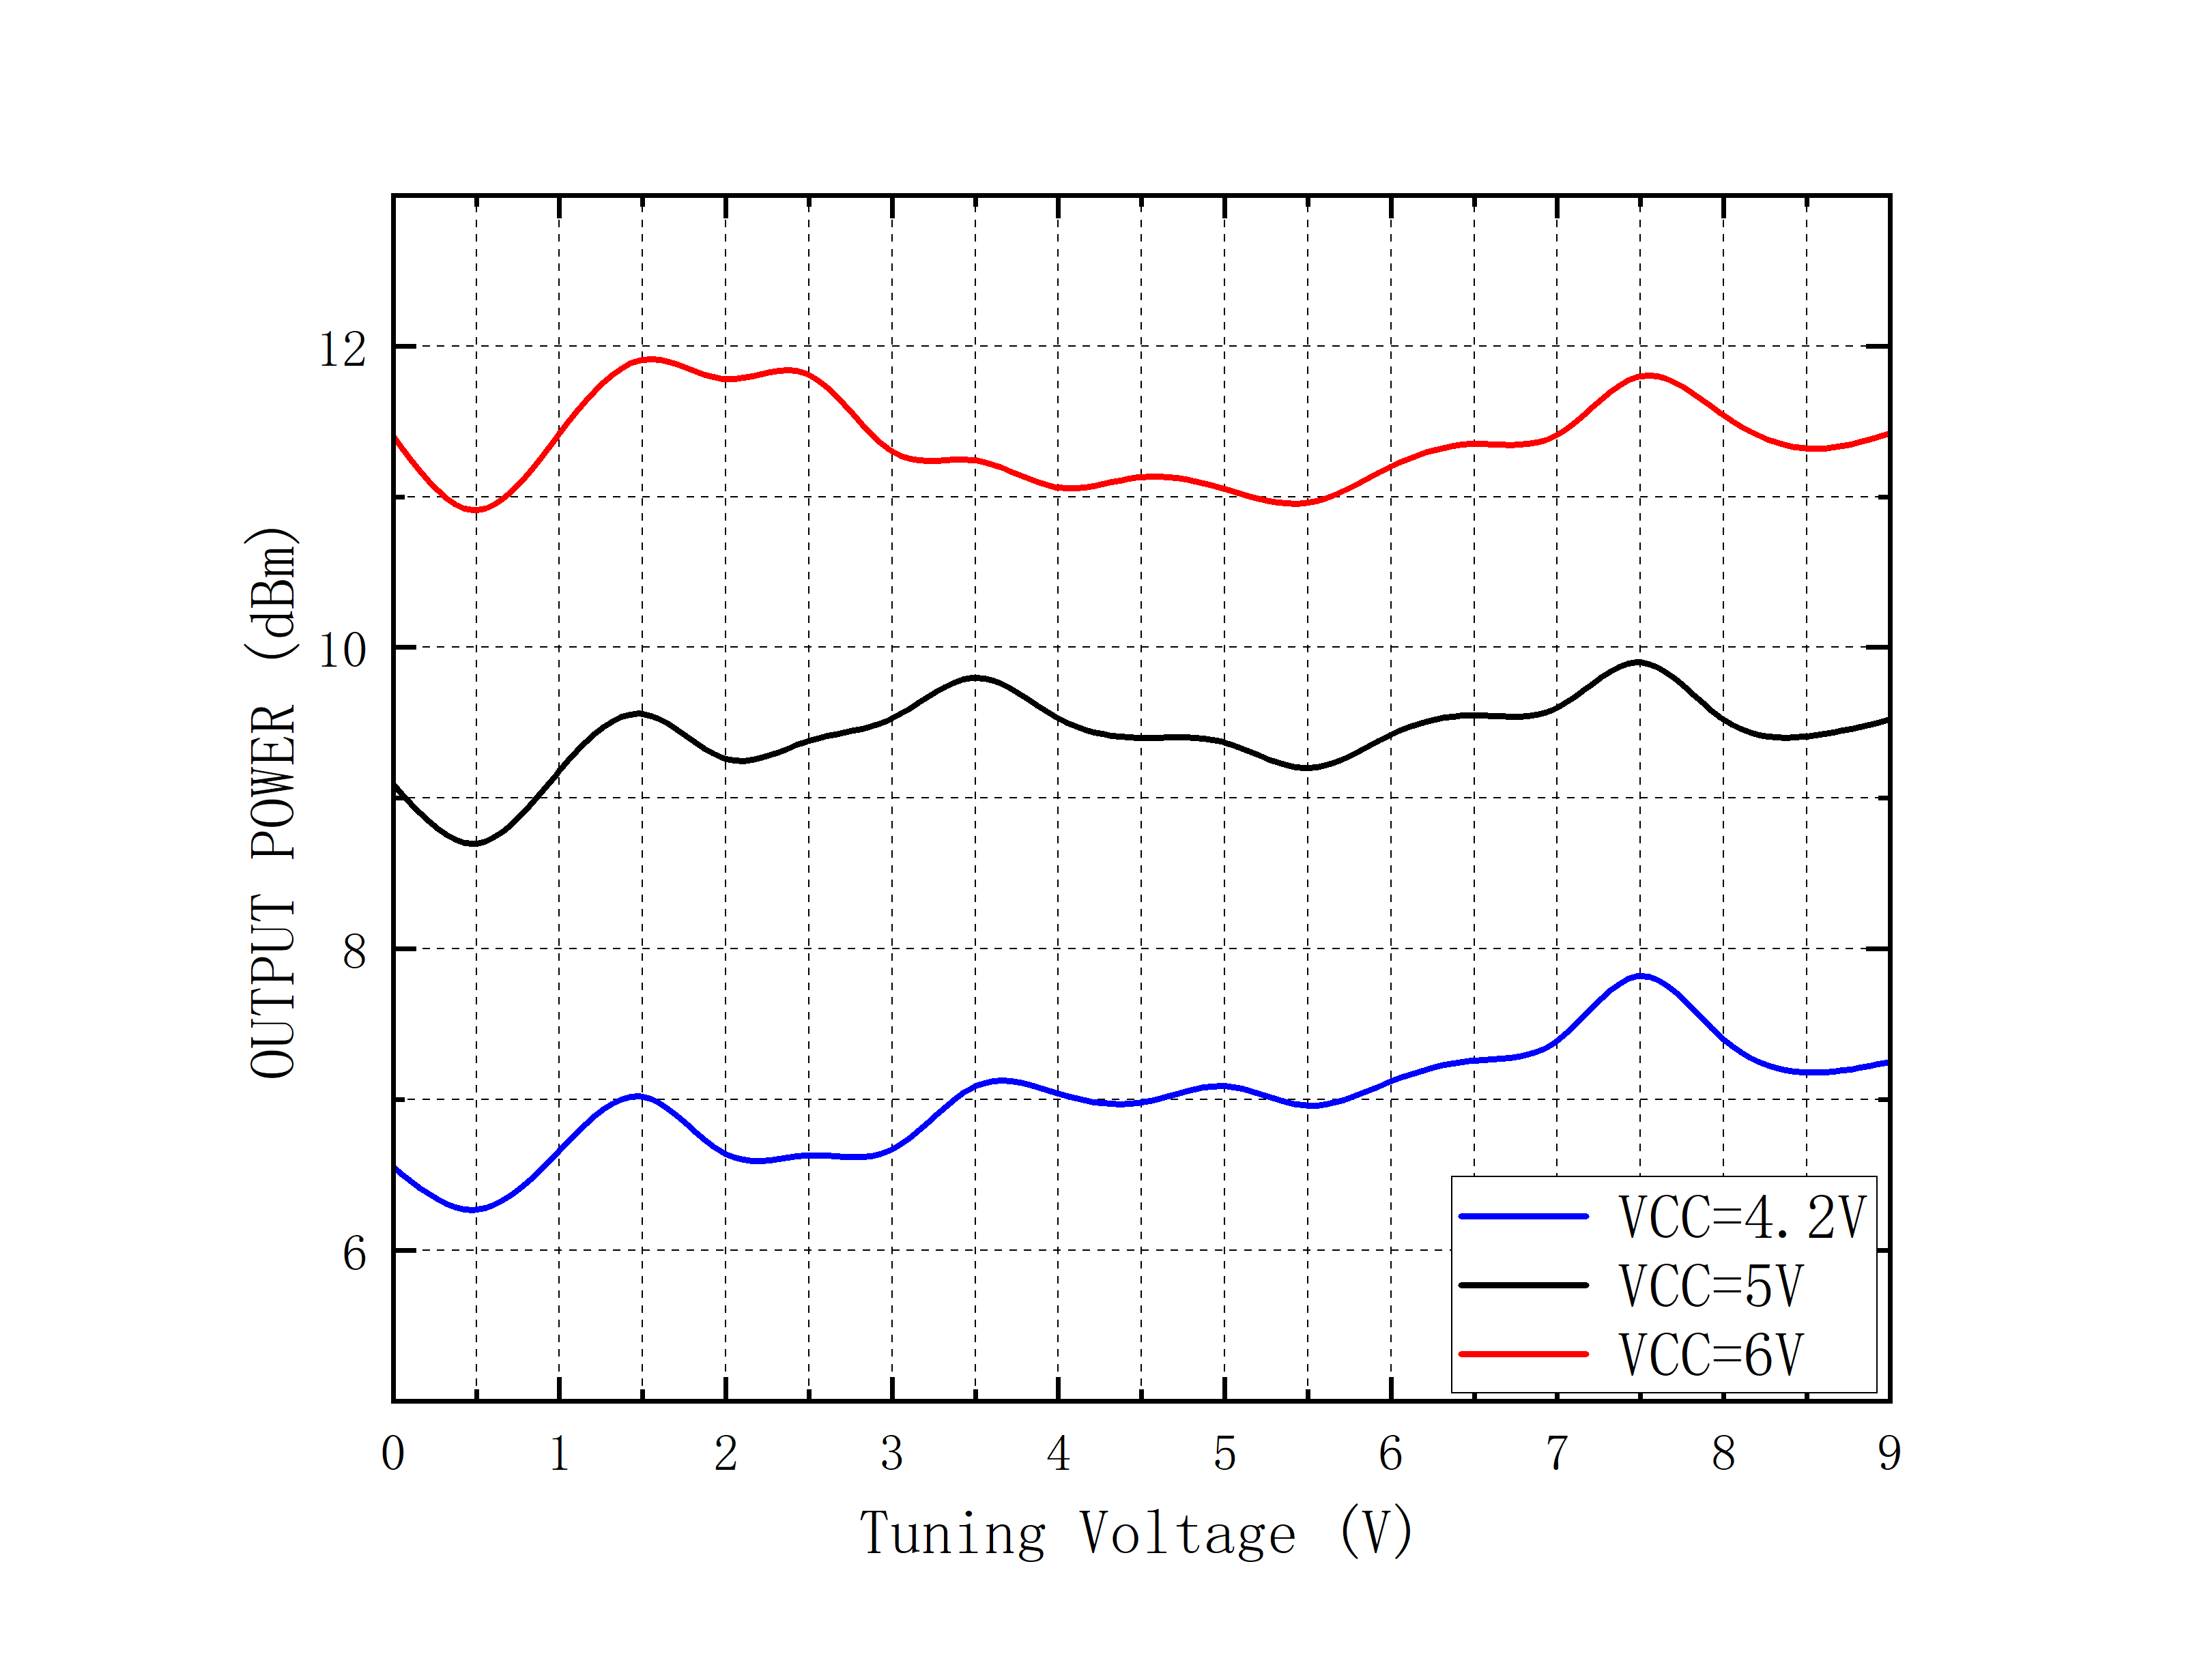 12
10
8
6
OUTPUT POWER (dBm)
0 1 2 3 4 5 6 7 8 9
Tuning Voltage (V)
VCC=4.2V
VCC=5V
VCC=6V